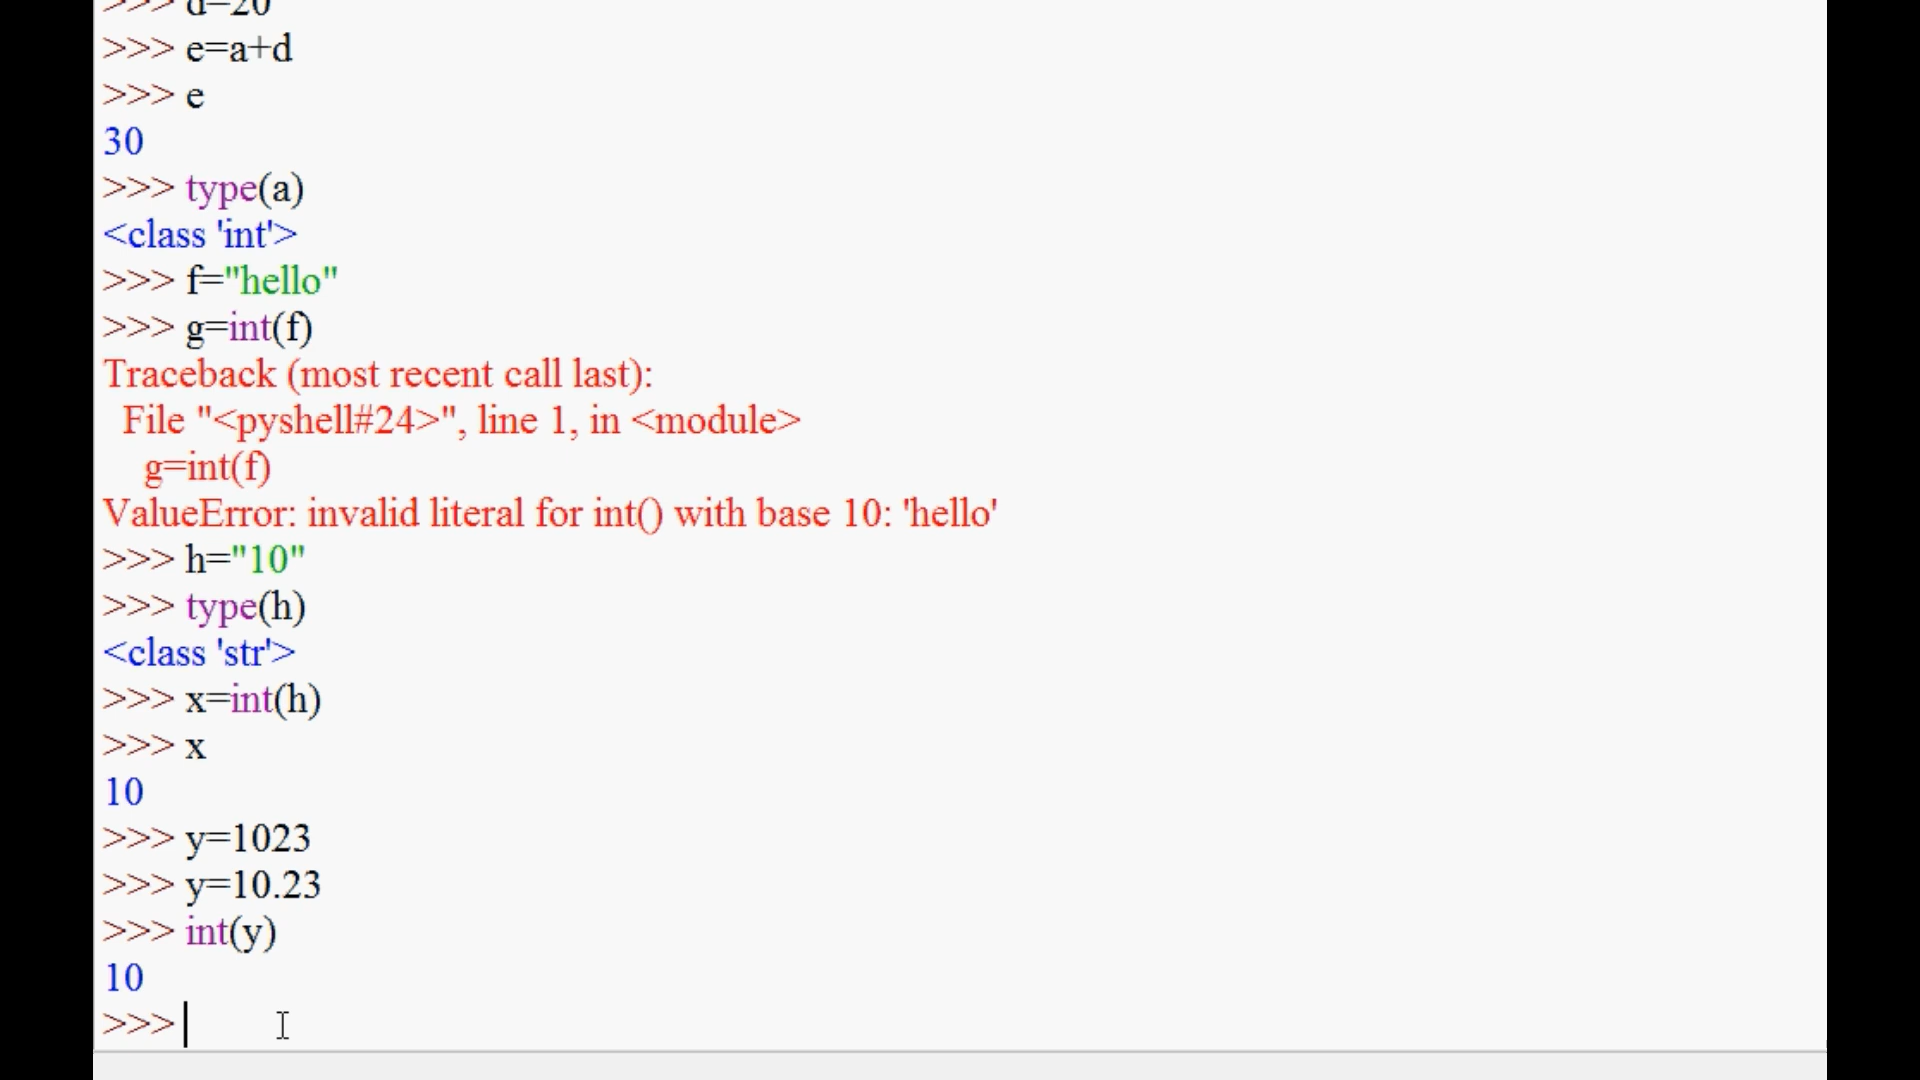 >>> d=20
>>> e=a+d
>>> e
30
>>> type(a)
<class 'int'>
>>> f="hello"
>>> g=int(f)
Traceback (most recent call last):
  File "<pyshell#24>", line 1, in <module>
    g=int(f)
ValueError: invalid literal for int() with base 10: 'hello'
>>> h="10"
>>> type(h)
<class 'str'>
>>> x=int(h)
>>> x
10
>>> y=1023
>>> y=10.23
>>> int(y)
10
>>>